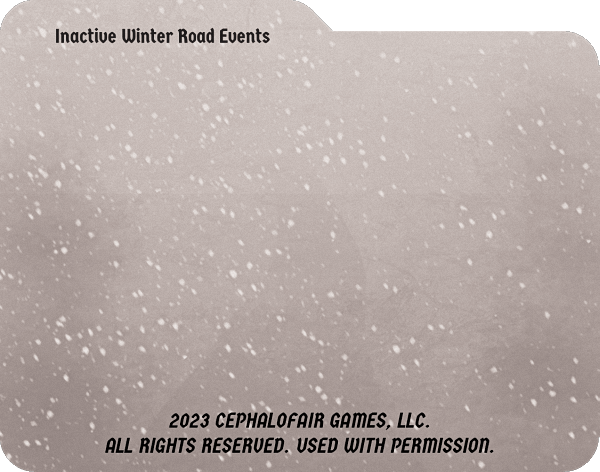 Inactive Winter Road Events
2023 CEPHALOFAIR GAMES, LLC.
ALL RIGHTS RESERVED. USED WITH PERMISSION.